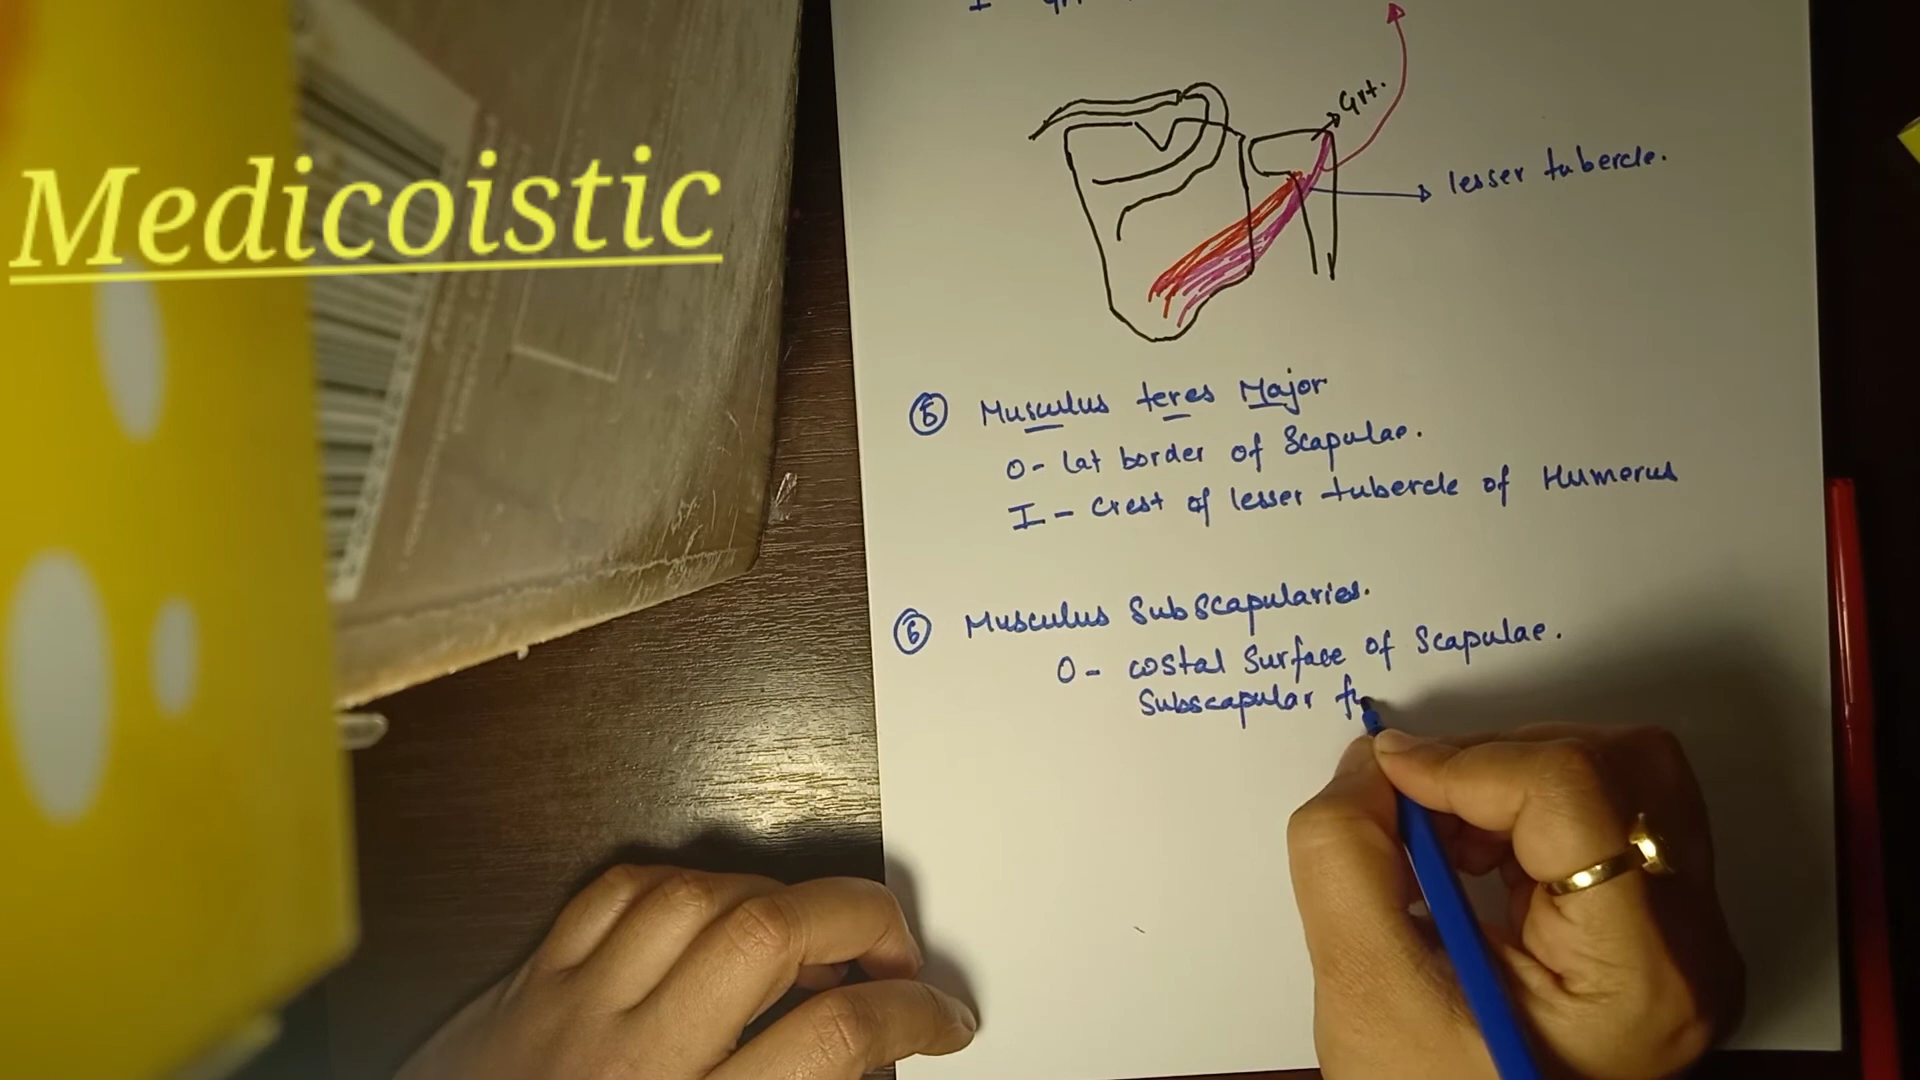 Medicoistic
I
Grt.
lesser tubercle.
5 Musculus teres Major
O- lat border of Scapulae.
I - Crest of lesser tubercle of Humerus
6 Musculus Subscapularies.
O- costal Surface of Scapulae.
Subscapular